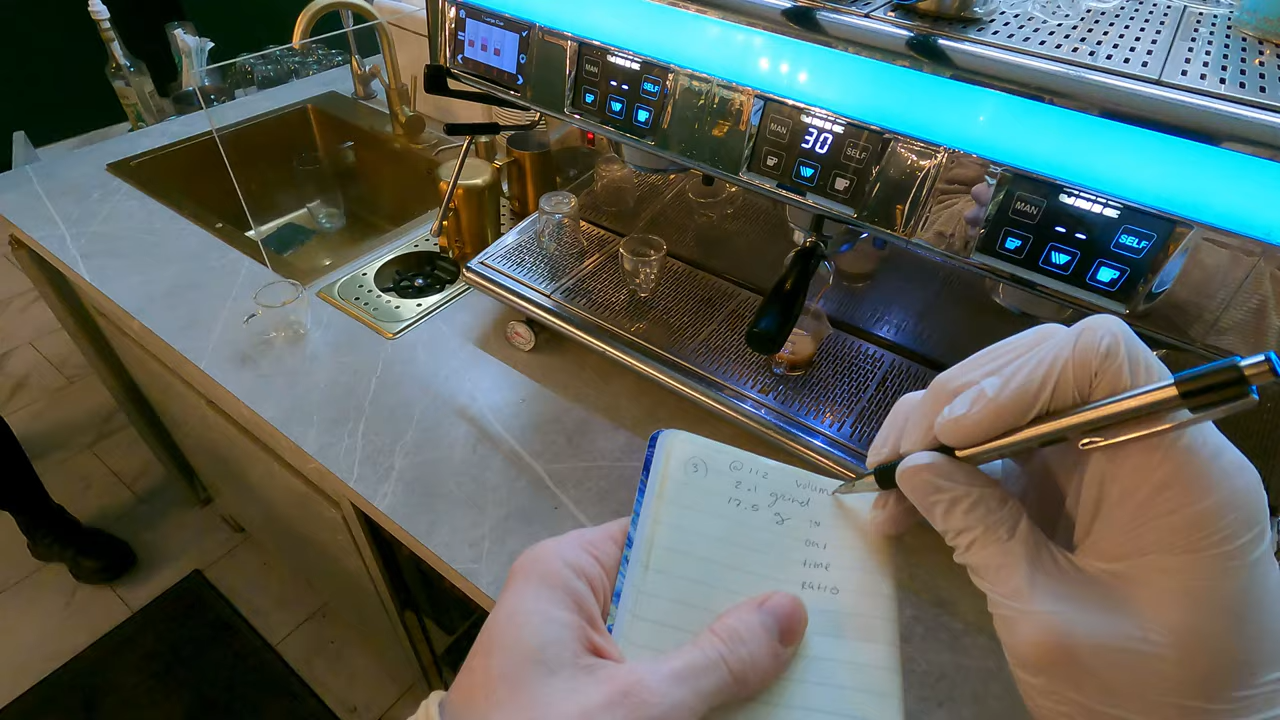 MAN
SELF
MAN
30
SELF
MAN
SELF
3) @ 112 volume
2.1 grind
17.5 g IN
out
time
Ratio